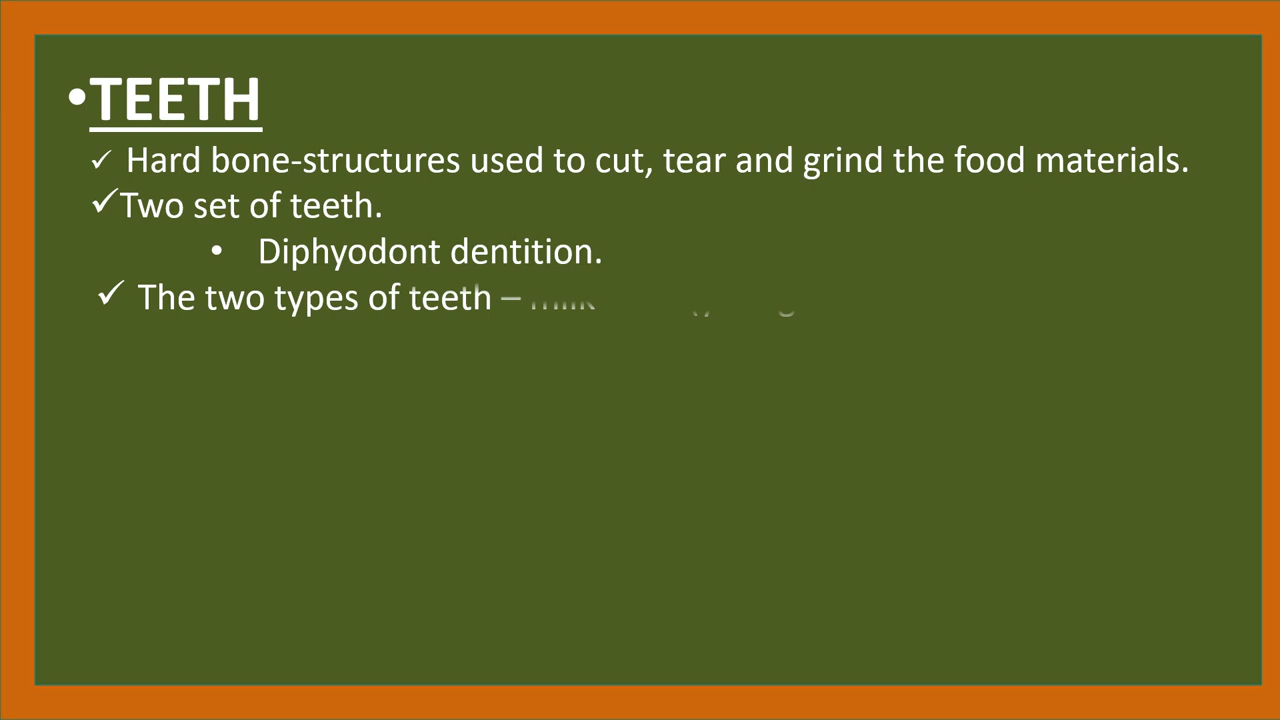 •TEETH
✓ Hard bone-structures used to cut, tear and grind the food materials.
✓Two set of teeth.
• Diphyodont dentition.
✓ The two types of teeth –